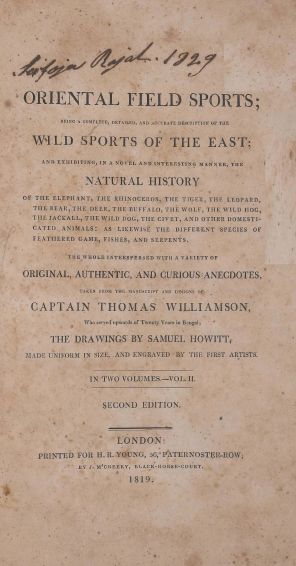 Rajah. 1829
ORIENTAL FIELD SPORTS;
BEING A COMPLETE, DETAILED, AND ACCURATE DESCRIPTION OF THE
WILD SPORTS OF THE EAST;
AND EXHIBITING, IN A NOVEL AND INTERESTING MANNER, THE
NATURAL HISTORY
OF THE ELEPHANT, THE RHINOCEROS, THE TIGER, THE LEOPARD,
THE BEAR, THE DEER, THE BUFFALO, THE WOLF, THE WILD HOG,
THE JACKALL, THE WILD DOG, THE CIVET, AND OTHER DOMESTI-
CATED ANIMALS: AS LIKEWISE THE DIFFERENT SPECIES OF
FEATHERED GAME, FISHES, AND SERPENTS.
THE WHOLE INTERSPERSED WITH A VARIETY OF
ORIGINAL, AUTHENTIC, AND CURIOUS ANECDOTES,
TAKEN FROM THE MANUSCRIPT AND DESIGNS OF
CAPTAIN THOMAS WILLIAMSON,
Who served upwards of Twenty Years in Bengal;
THE DRAWINGS BY SAMUEL HOWITT,
MADE UNIFORM IN SIZE, AND ENGRAVED BY THE FIRST ARTISTS.
IN TWO VOLUMES.—VOL. II.
SECOND EDITION.
LONDON:
PRINTED FOR H. R. YOUNG, 56, PATERNOSTER-ROW;
BY J. M'CREERY, BLACK-HORSE-COURT.
1819.